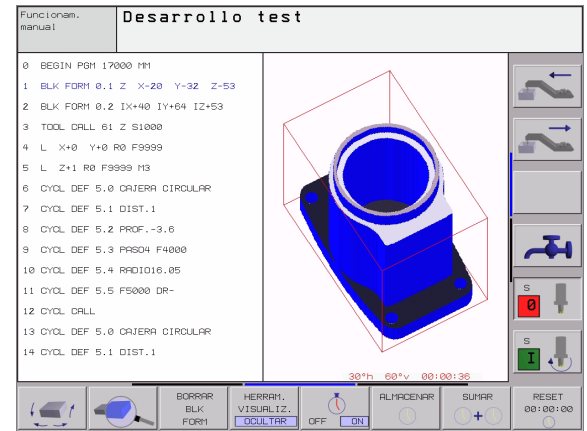 Funcionam.
manual
Desarrollo test
0 BEGIN PGM 17000 MM
1 BLK FORM 0.1 Z X-20 Y-32 Z-53
2 BLK FORM 0.2 IX+40 IY+64 IZ+53
3 TOOL CALL 61 Z S1000
4 L X+0 Y+0 R0 F9999
5 L Z+1 R0 F9999 M3
6 CYCL DEF 5.0 CAJERA CIRCULAR
7 CYCL DEF 5.1 DIST.1
8 CYCL DEF 5.2 PROF.-3.6
9 CYCL DEF 5.3 PASO4 F4000
10 CYCL DEF 5.4 RADIO16.05
11 CYCL DEF 5.5 F5000 DR-
12 CYCL CALL
13 CYCL DEF 5.0 CAJERA CIRCULAR
14 CYCL DEF 5.1 DIST.1
30°h 60°v 00:00:36
S
0
S
I
BORRAR
BLK
FORM
HERRAM.
VISUALIZ.
OCULTAR
OFF ON
ALMACENAR
SUMAR
+
RESET
00:00:00